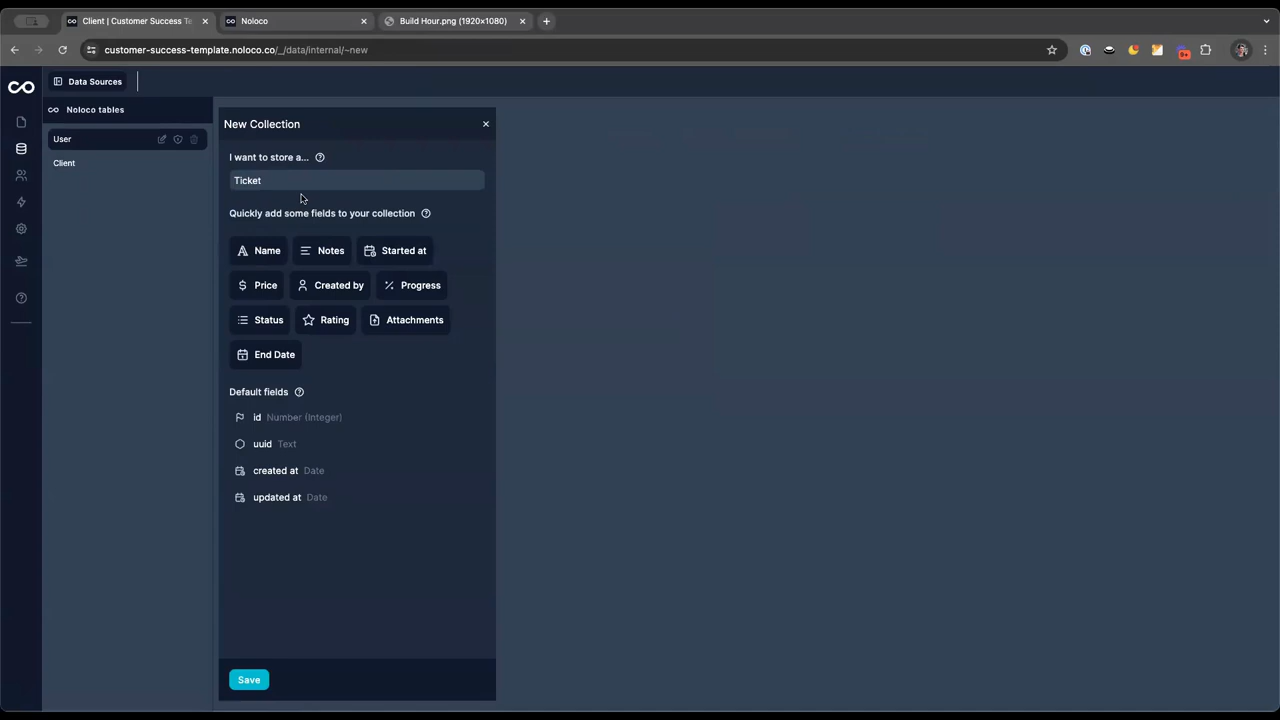 Client | Customer Success Te
Noloco
Build Hour.png (1920×1080)
customer-success-template.noloco.co/_/data/internal/~new
9+
Data Sources
Noloco tables
User
Client
New Collection
I want to store a...
Ticket
Quickly add some fields to your collection
Name
Notes
Started at
Price
Created by
Progress
Status
Rating
Attachments
End Date
Default fields
id Number (Integer)
uuid Text
created at Date
updated at Date
Save